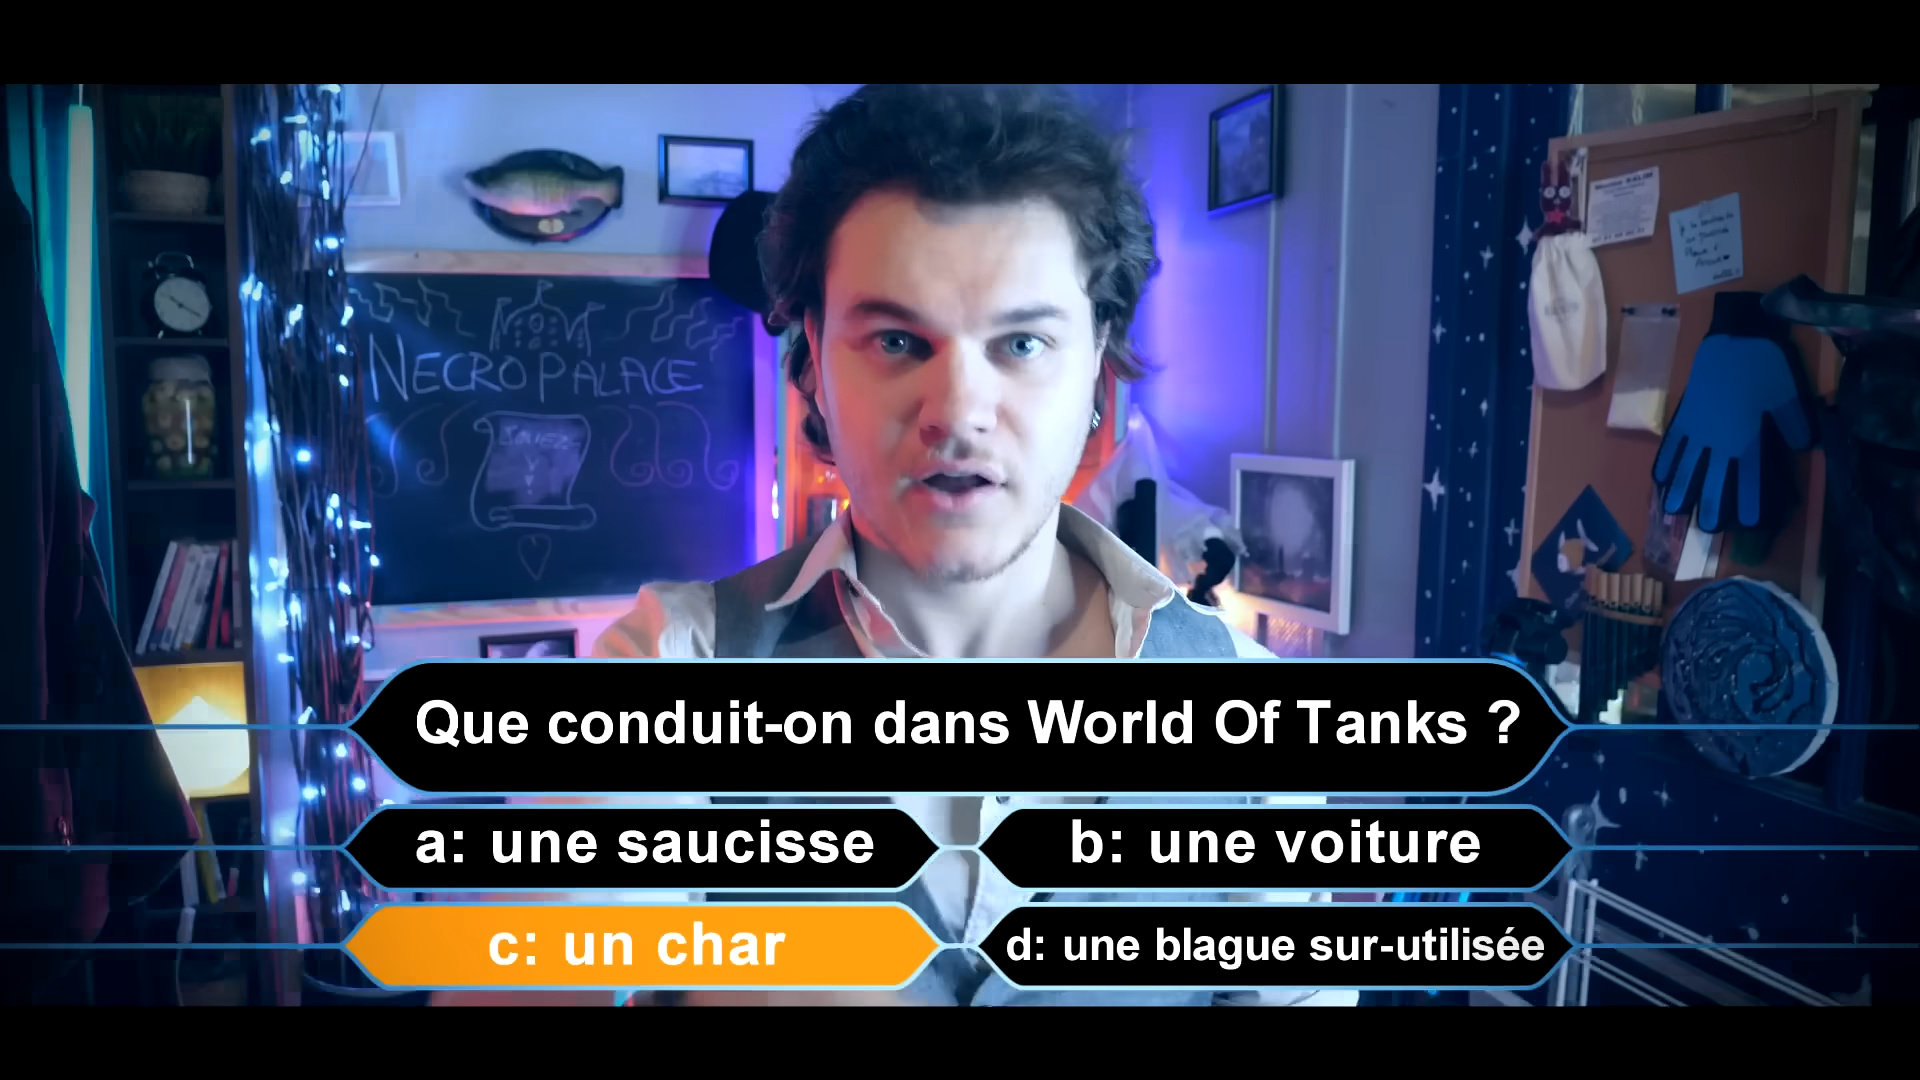 NECROPALACE
Que conduit-on dans World Of Tanks ?
a: une saucisse
b: une voiture
c: un char
d: une blague sur-utilisée